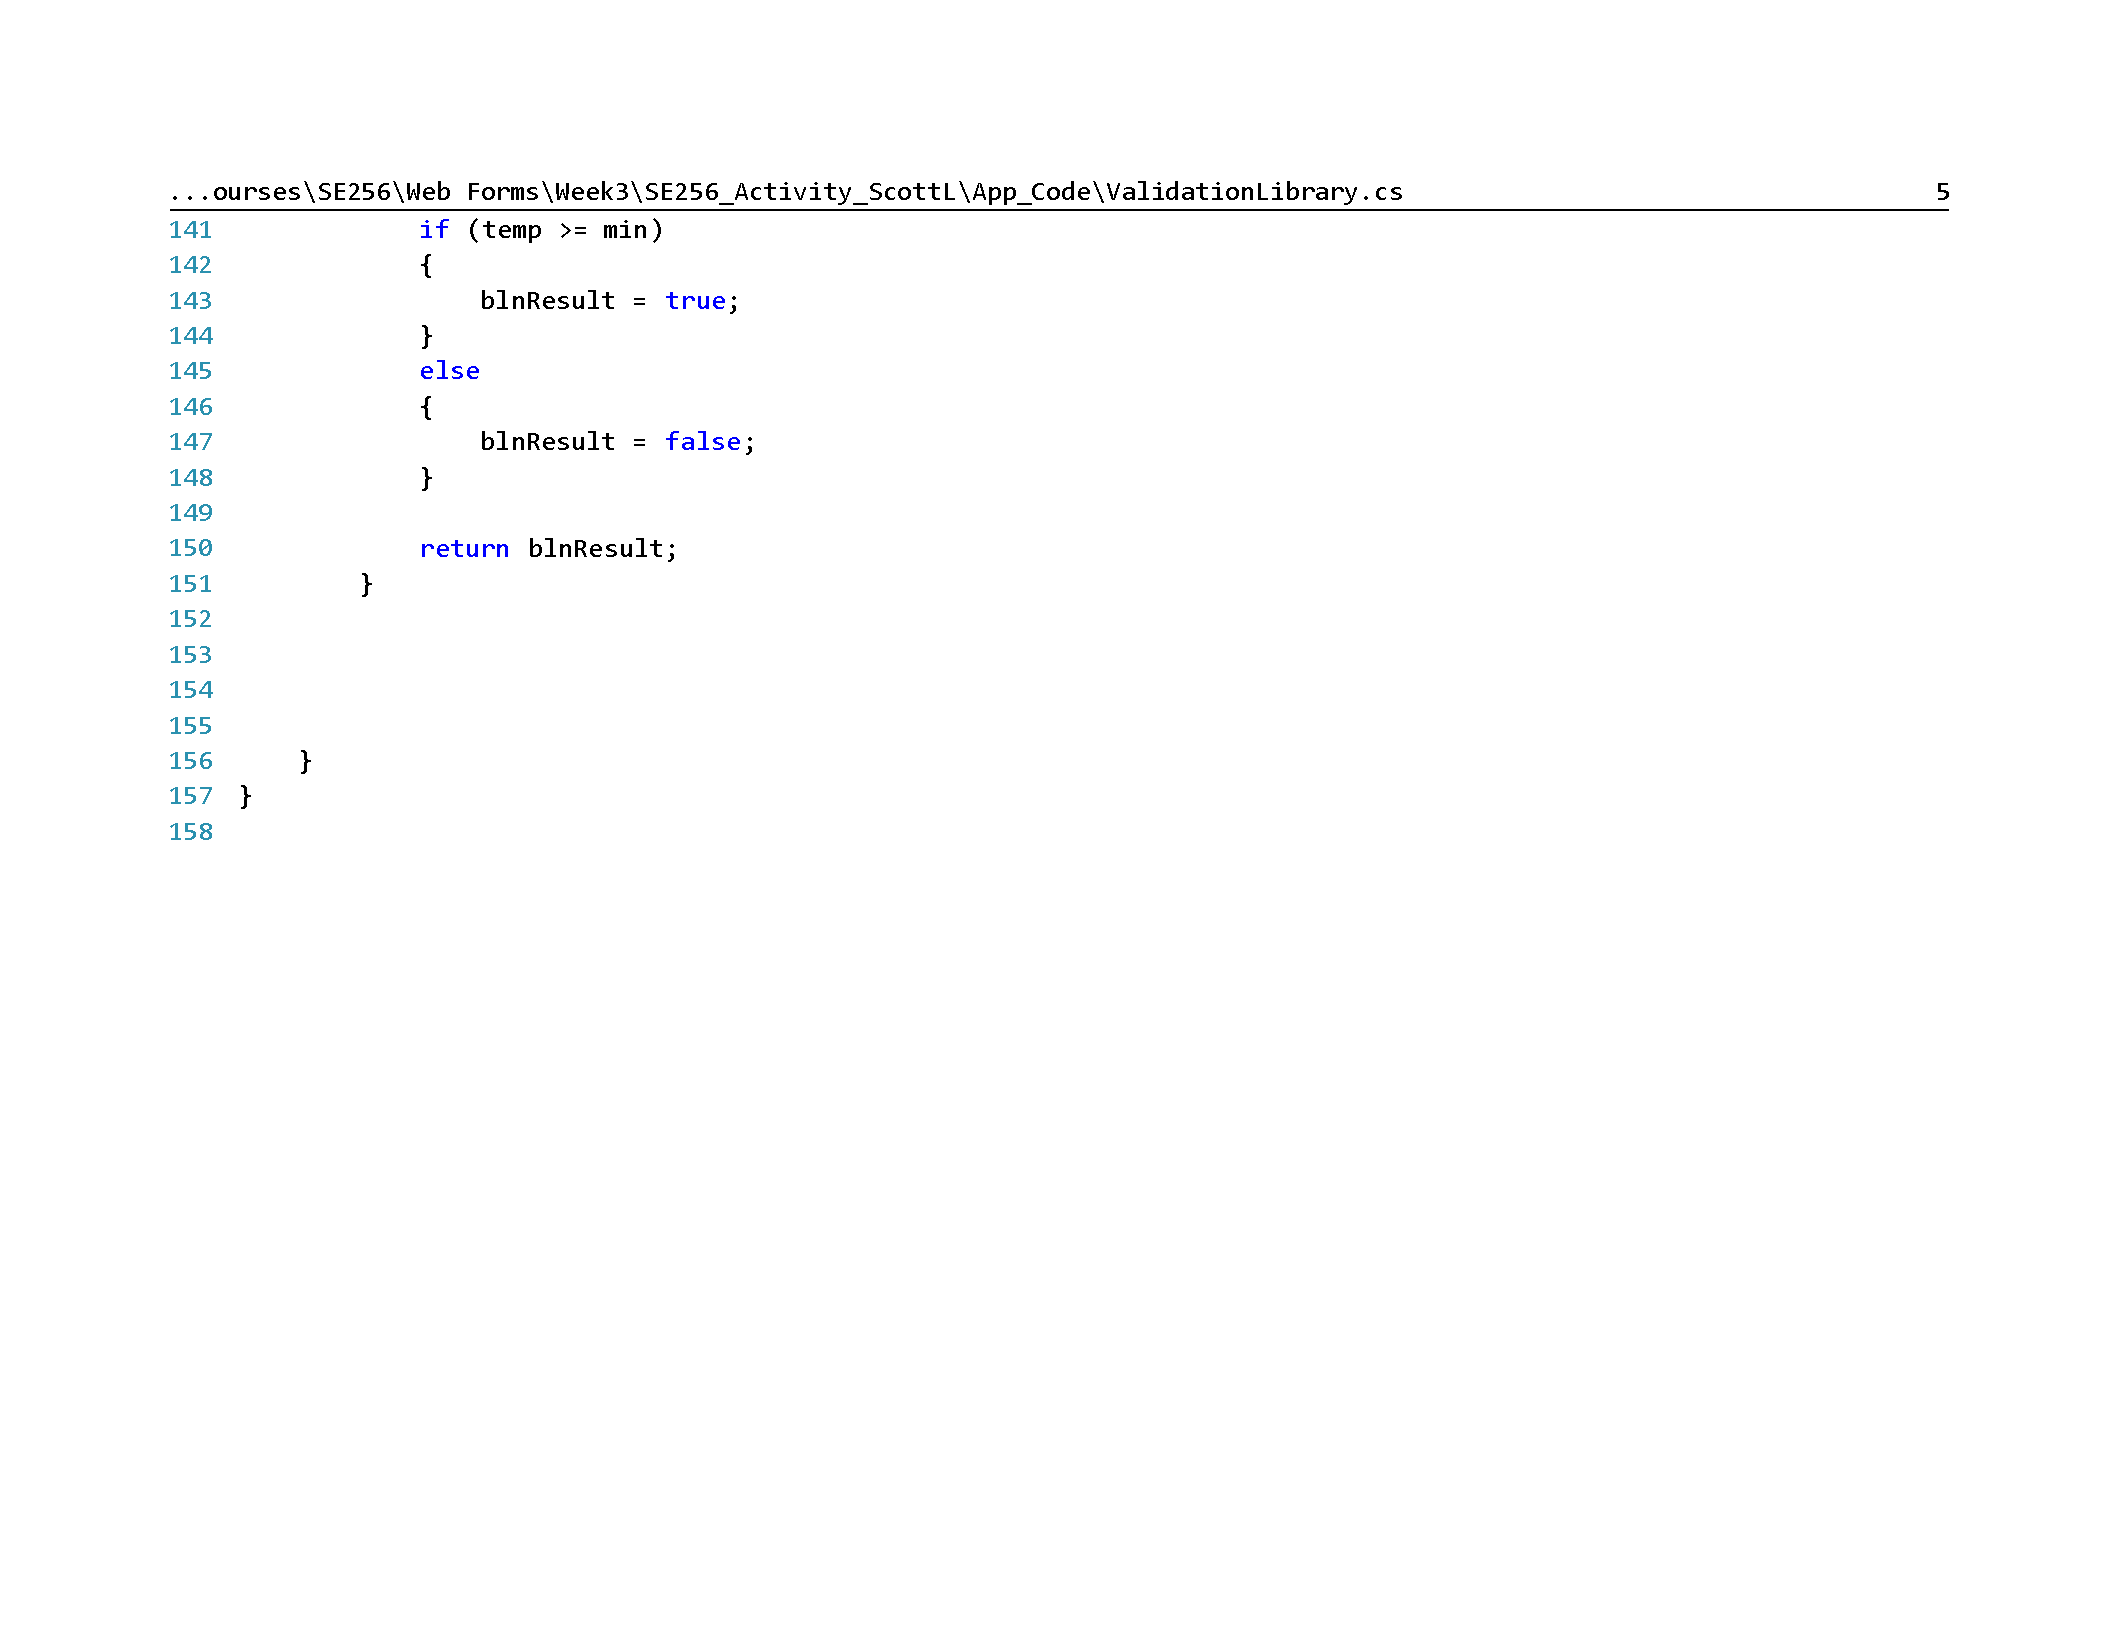 ...ourses\SE256\Web Forms\Week3\SE256_Activity_ScottL\App_Code\ValidationLibrary.cs 5
141 if (temp >= min)
142 {
143 blnResult = true;
144 }
145 else
146 {
147 blnResult = false;
148 }
149
150 return blnResult;
151 }
152
153
154
155
156 }
157 }
158